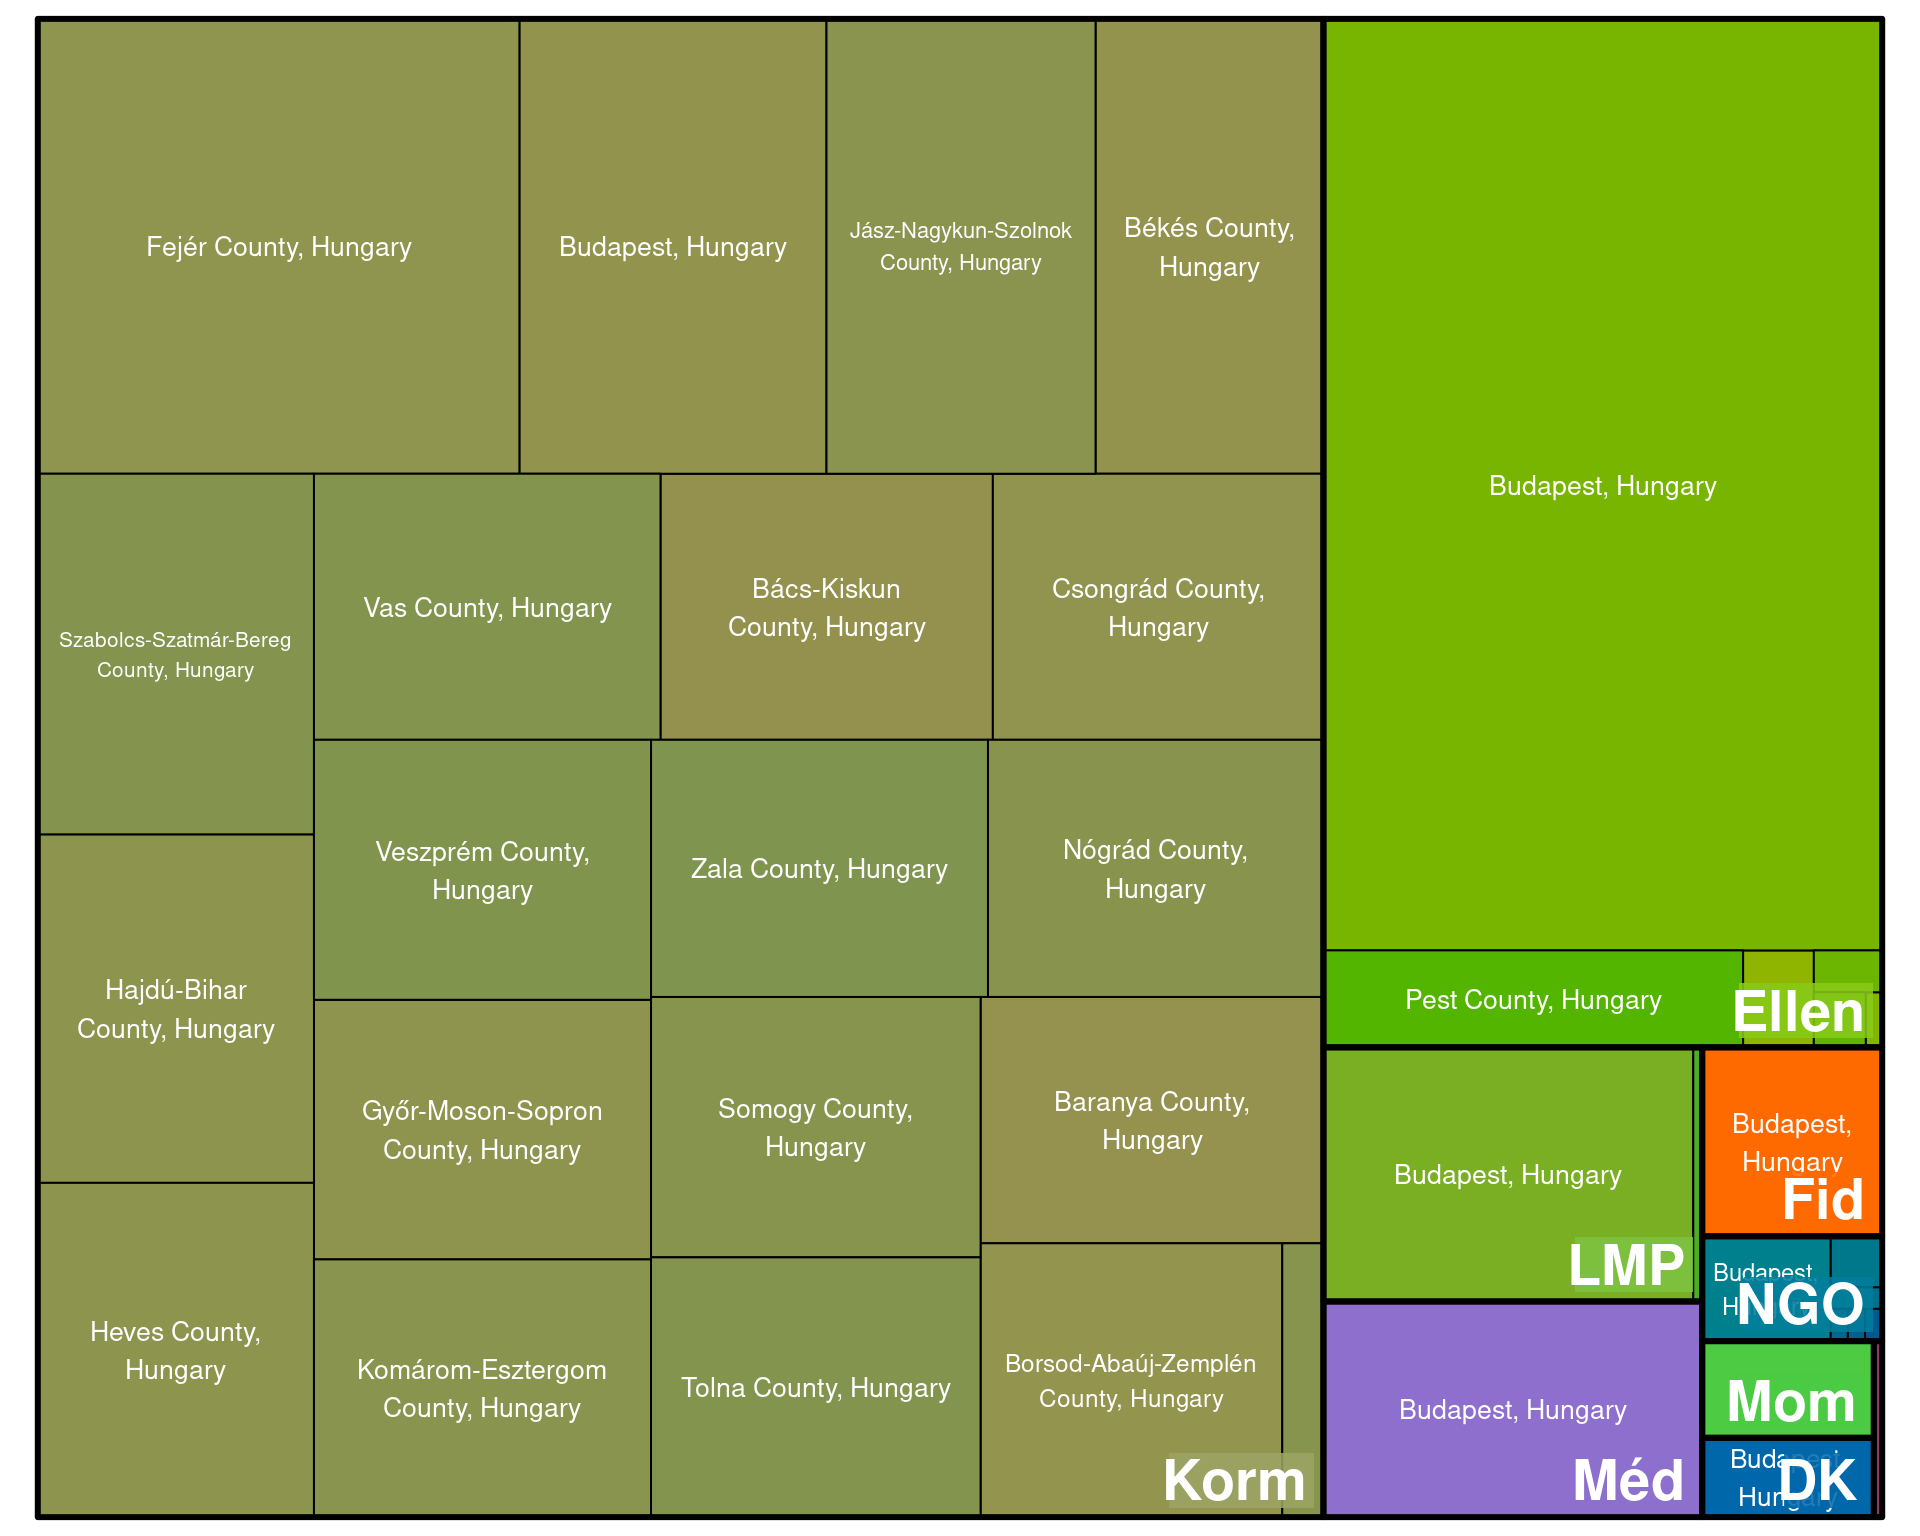 Fejér County, Hungary
Budapest, Hungary
Jász-Nagykun-Szolnok
County, Hungary
Békés County,
Hungary
Szabolcs-Szatmár-Bereg
County, Hungary
Vas County, Hungary
Bács-Kiskun
County, Hungary
Csongrád County,
Hungary
Hajdú-Bihar
County, Hungary
Veszprém County,
Hungary
Zala County, Hungary
Nógrád County,
Hungary
Heves County,
Hungary
Győr-Moson-Sopron
County, Hungary
Somogy County,
Hungary
Baranya County,
Hungary
Komárom-Esztergom
County, Hungary
Tolna County, Hungary
Borsod-Abaúj-Zemplén
County, Hungary
Korm
Budapest, Hungary
Pest County, Hungary
Ellen
Budapest, Hungary
LMP
Budapest, Hungary
Méd
Budapest,
Hungary
Fid
Budapest,
NGO
Mom
Budapest,
Hungary
DK